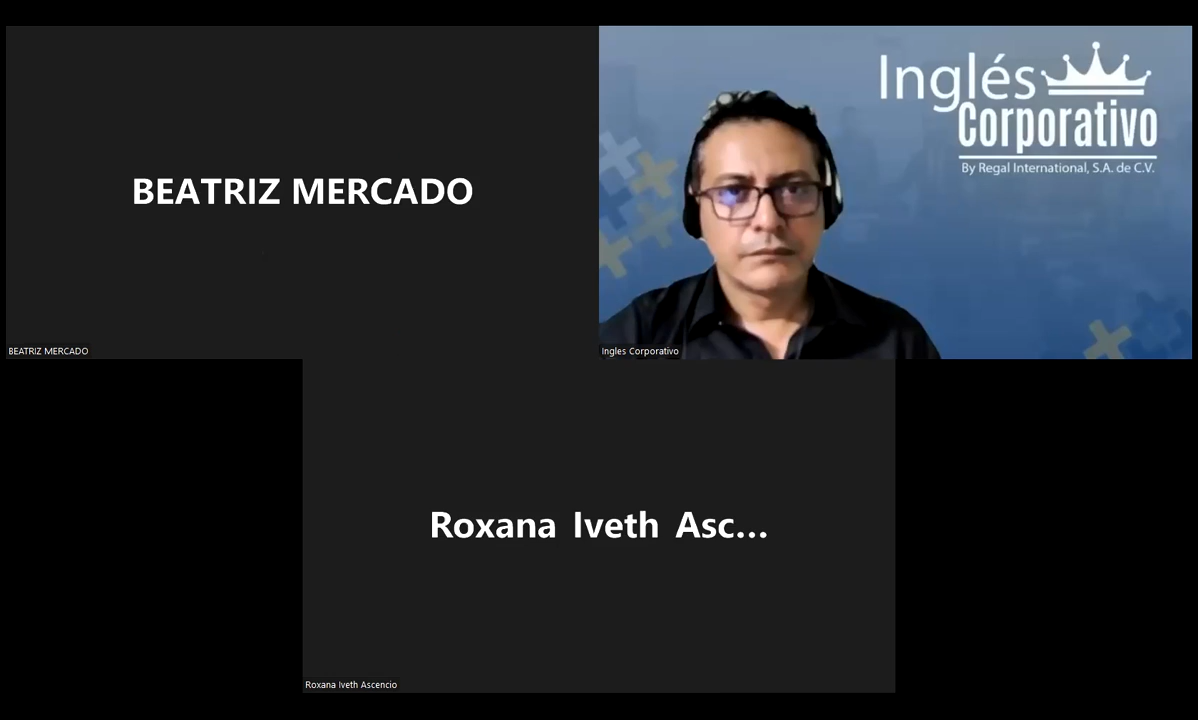 BEATRIZ MERCADO
BEATRIZ MERCADO
Inglés
Corporativo
By Regal International, S.A. de C.V.
Ingles Corporativo
Roxana Iveth Asc...
Roxana Iveth Ascencio